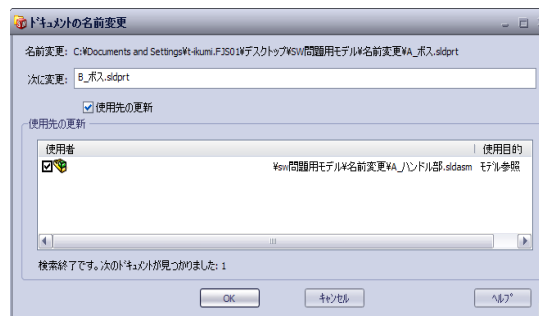 ドキュメントの名前変更
名前変更: C:¥Documents and Settings¥t-ikumi.FJS01¥デスクトップ¥SW問題用モデル¥名前変更¥A_ボス.sldprt
次に変更: B_ボス.sldprt
使用先の更新
使用先の更新
使用者 使用目的
¥sw問題用モデル¥名前変更¥A_ハンドル部.sldasm モデル参照
検索終了です。次のドキュメントが見つかりました: 1
OK キャンセル ヘルプ